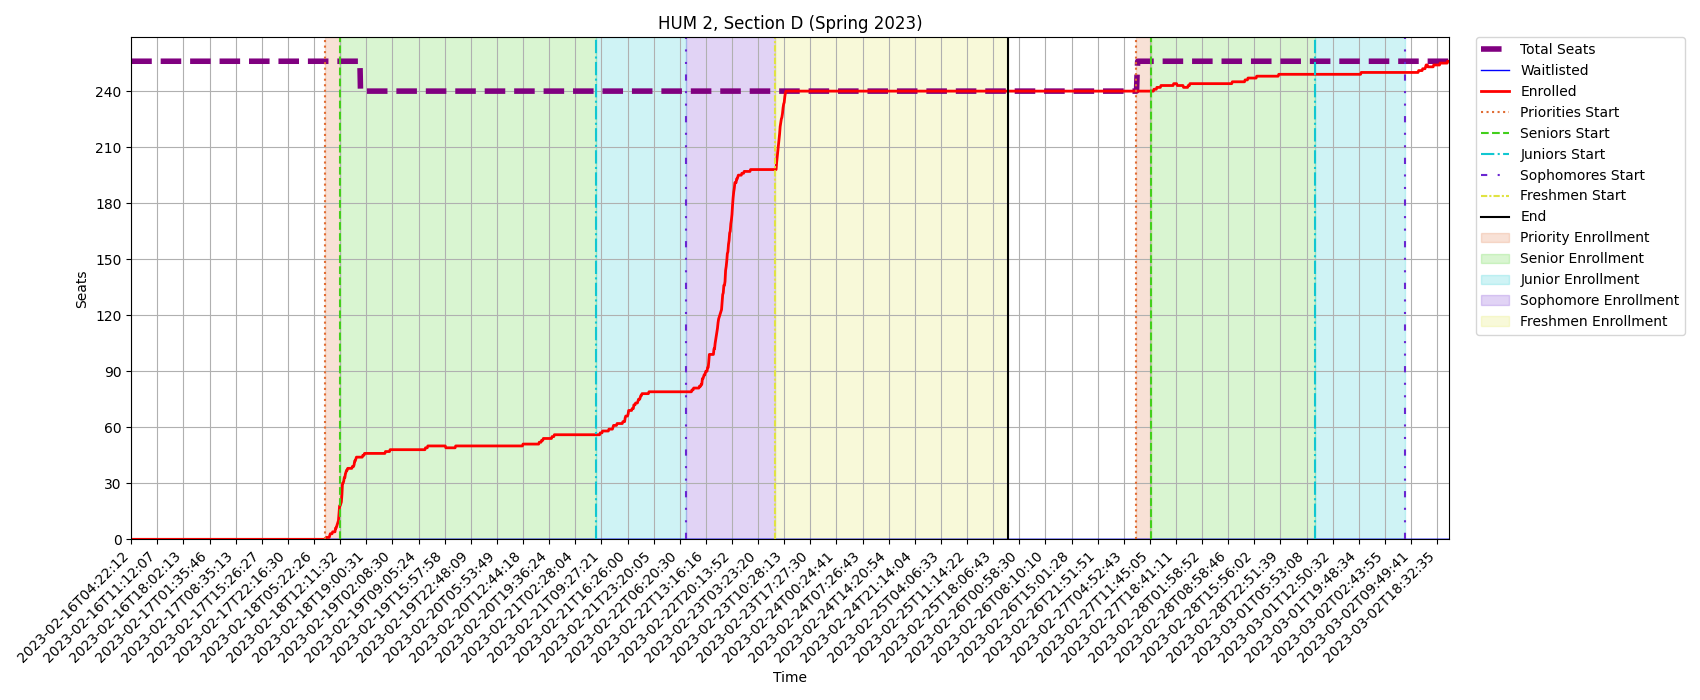 HUM 2, Section D (Spring 2023)
Seats
240
210
180
150
120
90
60
30
0
2023-02-16T04:22:12
2023-02-16T11:12:07
2023-02-16T18:02:13
2023-02-17T01:35:46
2023-02-17T08:35:13
2023-02-17T15:26:27
2023-02-17T22:16:30
2023-02-18T05:22:26
2023-02-18T12:11:32
2023-02-18T19:00:31
2023-02-19T02:08:30
2023-02-19T09:05:24
2023-02-19T15:57:58
2023-02-19T22:48:09
2023-02-20T05:53:49
2023-02-20T12:44:18
2023-02-20T19:36:24
2023-02-21T02:28:04
2023-02-21T09:27:21
2023-02-21T16:26:00
2023-02-21T23:20:05
2023-02-22T06:20:30
2023-02-22T13:16:16
2023-02-22T20:13:52
2023-02-23T03:23:20
2023-02-23T10:28:13
2023-02-23T17:27:30
2023-02-24T00:24:41
2023-02-24T07:26:43
2023-02-24T14:20:54
2023-02-24T21:14:04
2023-02-25T04:06:33
2023-02-25T11:14:22
2023-02-25T18:06:43
2023-02-26T00:58:30
2023-02-26T08:10:10
2023-02-26T15:01:28
2023-02-26T21:51:51
2023-02-27T04:52:43
2023-02-27T11:45:05
2023-02-27T18:41:11
2023-02-28T01:58:52
2023-02-28T08:58:46
2023-02-28T15:56:02
2023-02-28T22:51:39
2023-03-01T05:53:08
2023-03-01T12:50:32
2023-03-01T19:48:34
2023-03-02T02:43:55
2023-03-02T09:49:41
2023-03-02T18:32:35
Time
Total Seats
Waitlisted
Enrolled
Priorities Start
Seniors Start
Juniors Start
Sophomores Start
Freshmen Start
End
Priority Enrollment
Senior Enrollment
Junior Enrollment
Sophomore Enrollment
Freshmen Enrollment